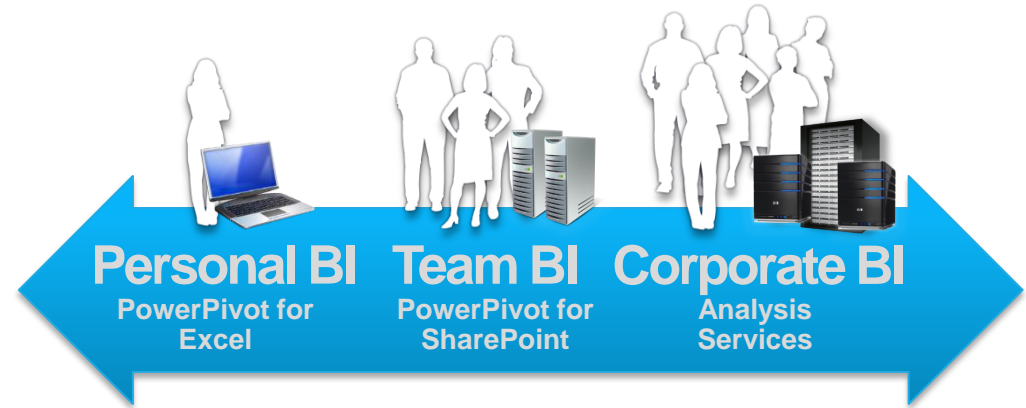 Personal BI
PowerPivot for
Excel
Team BI
PowerPivot for
SharePoint
Corporate BI
Analysis
Services